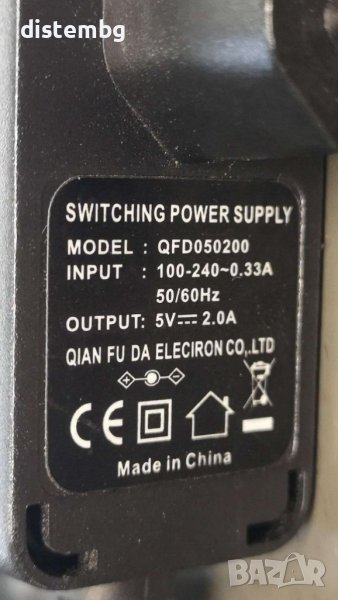 distembg
SWITCHING POWER SUPPLY
MODEL : QFD050200
INPUT : 100-240~0.33A
50/60Hz
OUTPUT: 5V⎓2.0A
QIAN FU DA ELECIRON CO,.LTD
CE
Made in China
BAZAR